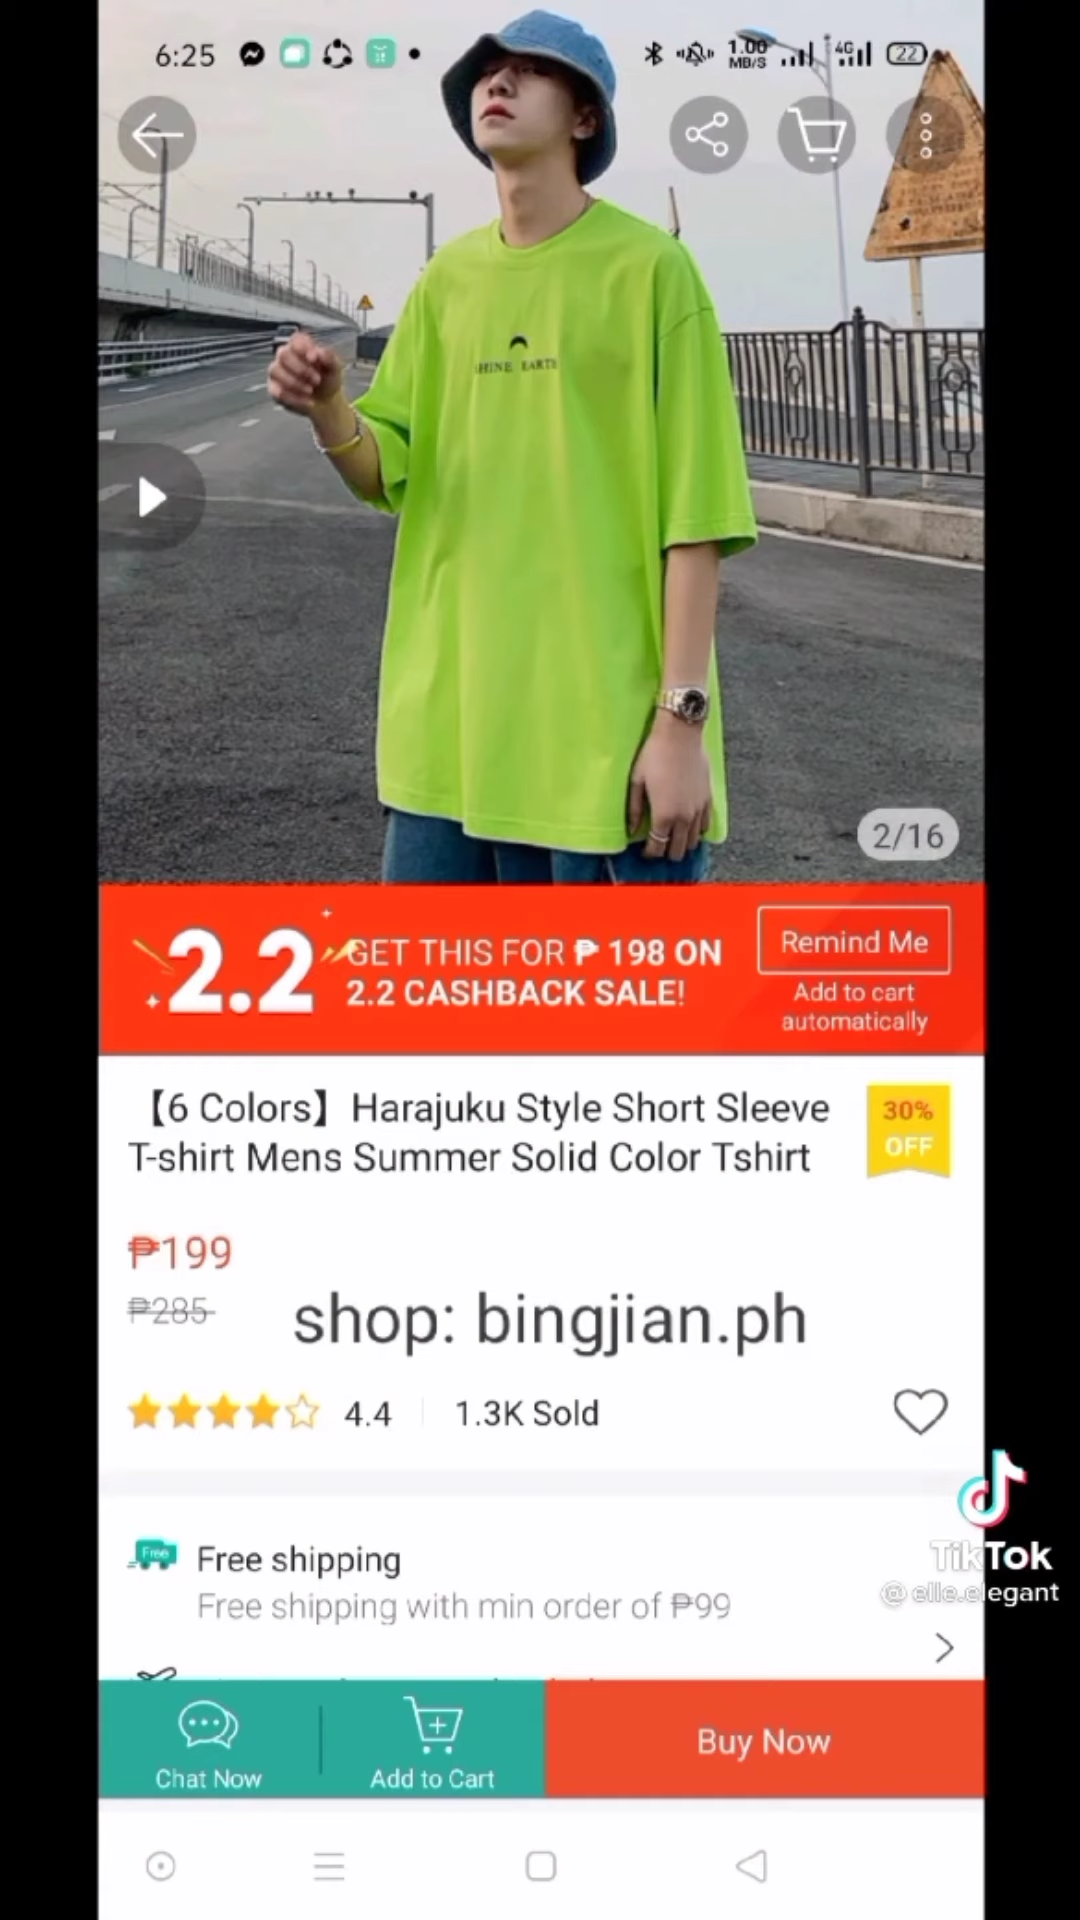 6:25
1.00
MB/S
4G
22
SHINE EARTH
2/16
2.2
GET THIS FOR ₱ 198 ON
2.2 CASHBACK SALE!
Remind Me
Add to cart
automatically
【6 Colors】Harajuku Style Short Sleeve
T-shirt Mens Summer Solid Color Tshirt
30%
OFF
₱199
₱285
shop: bingjian.ph
4.4
1.3K Sold
Free
Free shipping
Free shipping with min order of ₱99
TikTok
@elle.elegant
Chat Now
Add to Cart
Buy Now